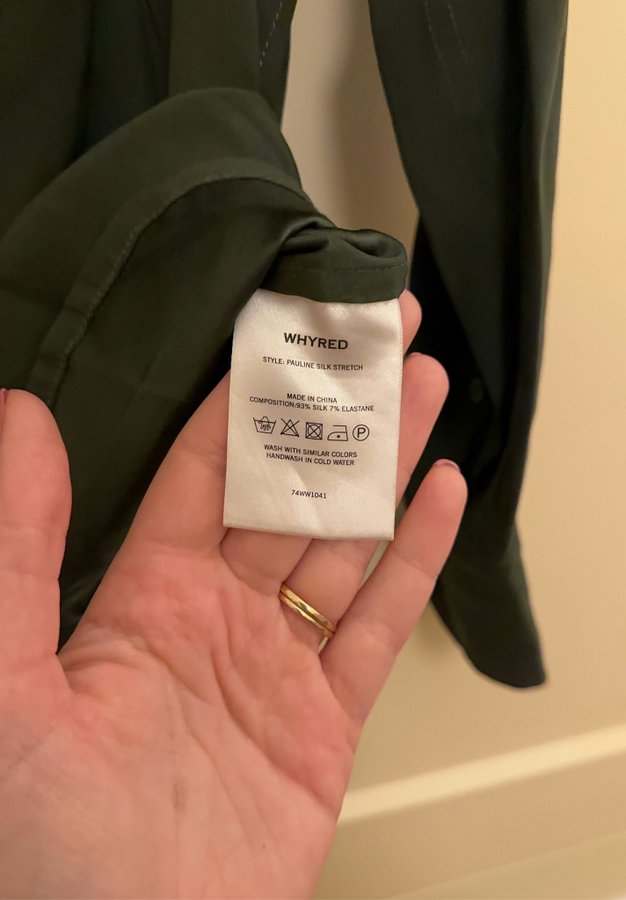 WHYRED
STYLE: PAULINE SILK STRETCH
MADE IN CHINA
COMPOSITION:93% SILK 7% ELASTANE
P
WASH WITH SIMILAR COLORS
HANDWASH IN COLD WATER
74WW1041